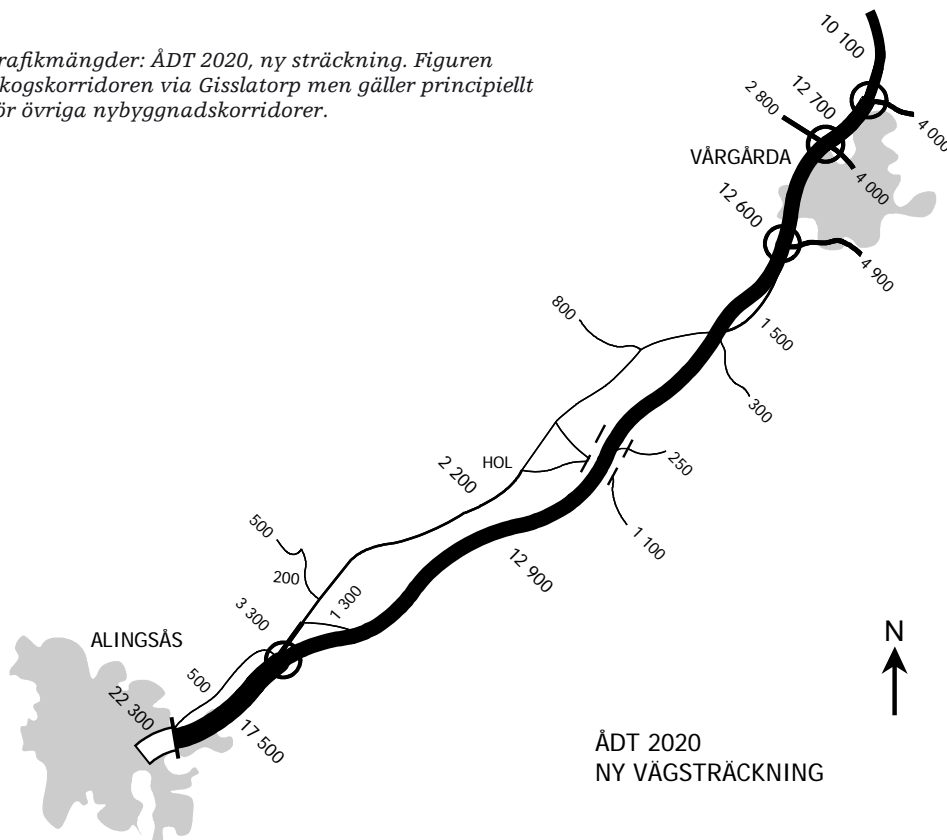 rafikmängder: ÅDT 2020, ny sträckning. Figuren
kogskorridoren via Gisslatorp men gäller principiellt
ör övriga nybyggnadskorridorer.
10 100
12 700
2 800
4 000
VÅRGÅRDA
4 000
12 600
4 900
800
1 500
300
HOL
250
2 200
1 100
500
12 900
200
1 300
3 300
ALINGSÅS
N
500
22 300
17 500
ÅDT 2020
NY VÄGSTRÄCKNING